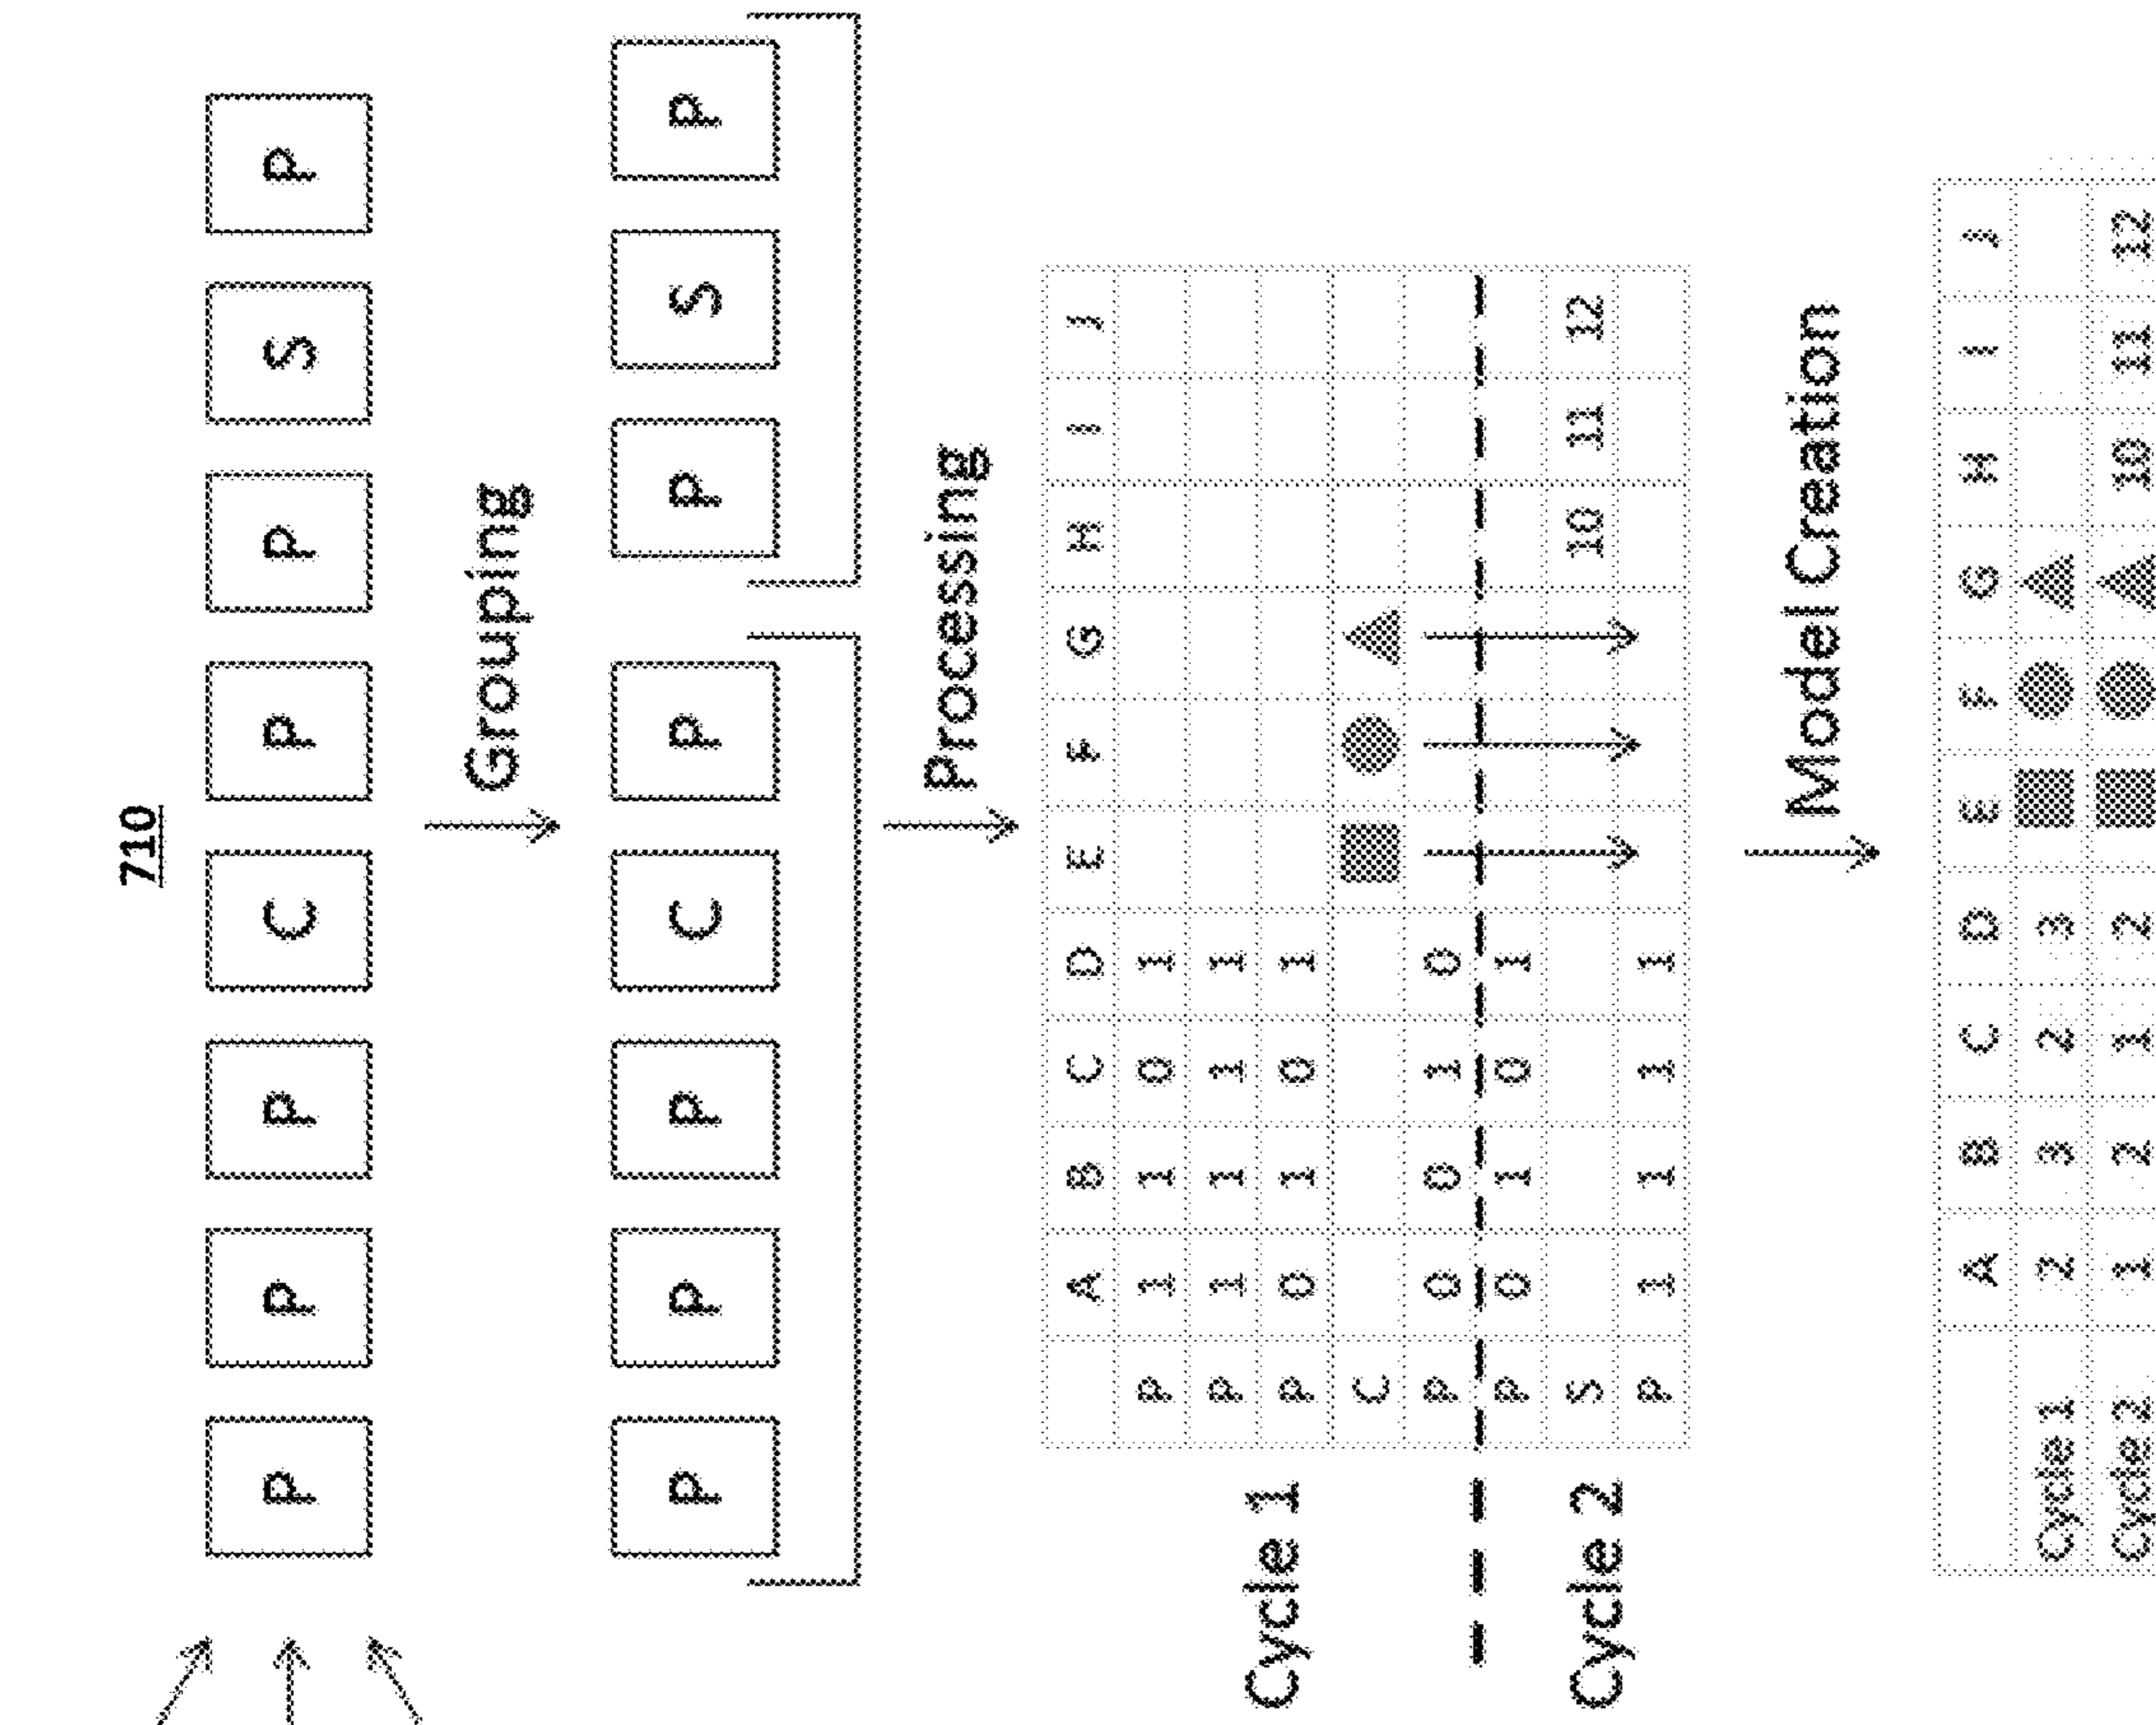 710
P P P C P P S P
Grouping
P P P C P P S P
Processing
A B C D E F G H I J
P 1 1 0 1
P 1 1 1 1
P 0 1 0 1
C
P 0 0 1 0
P 0 1 0 1
S 10 11 12
P 1 1 1 1
Cycle 1
Cycle 2
Model Creation
A B C D E F G H I J
Cycle 1 2 3 2 3
Cycle 2 1 2 1 2 10 11 12